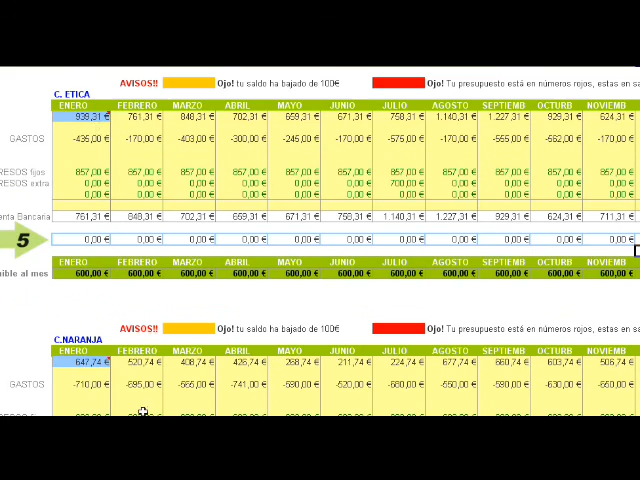 AVISOS!! Ojo! tu saldo ha bajado de 100€ Ojo! Tu presupuesto está en números rojos, estas en sa
C. ETICA
ENERO FEBRERO MARZO ABRIL MAYO JUNIO JULIO AGOSTO SEPTIEMB OCTURB NOVIEMB
939,31 € 761,31 € 848,31 € 702,31 € 659,31 € 671,31 € 758,31 € 1.140,31 € 1.227,31 € 929,31 € 624,31 €
GASTOS -435,00 € -170,00 € -403,00 € -300,00 € -245,00 € -170,00 € -575,00 € -170,00 € -555,00 € -562,00 € -170,00 €
RESOS fijos 857,00 € 857,00 € 857,00 € 857,00 € 857,00 € 857,00 € 857,00 € 857,00 € 857,00 € 857,00 € 857,00 €
RESOS extra 0,00 € 0,00 € 0,00 € 0,00 € 0,00 € 0,00 € 700,00 € 0,00 € 0,00 € 0,00 € 0,00 €
0,00 € 0,00 € 0,00 € 0,00 € 0,00 € 0,00 € 0,00 € 0,00 € 0,00 € 0,00 € 0,00 €
enta Bancaria 761,31 € 848,31 € 702,31 € 659,31 € 671,31 € 758,31 € 1.140,31 € 1.227,31 € 929,31 € 624,31 € 711,31 €
5 0,00 € 0,00 € 0,00 € 0,00 € 0,00 € 0,00 € 0,00 € 0,00 € 0,00 € 0,00 € 0,00 €
ENERO FEBRERO MARZO ABRIL MAYO JUNIO JULIO AGOSTO SEPTIEMB OCTURB NOVIEMB
nible al mes 600,00 € 600,00 € 600,00 € 600,00 € 600,00 € 600,00 € 600,00 € 600,00 € 600,00 € 600,00 € 600,00 €
AVISOS!! Ojo! tu saldo ha bajado de 100€ Ojo! Tu presupuesto está en números rojos, estas en sa
C.NARANJA
ENERO FEBRERO MARZO ABRIL MAYO JUNIO JULIO AGOSTO SEPTIEMB OCTURB NOVIEMB
647,74 € 520,74 € 408,74 € 426,74 € 268,74 € 211,74 € 224,74 € 677,74 € 660,74 € 603,74 € 506,74 €
GASTOS -710,00 € -695,00 € -565,00 € -741,00 € -580,00 € -520,00 € -680,00 € -550,00 € -590,00 € -630,00 € -650,00 €